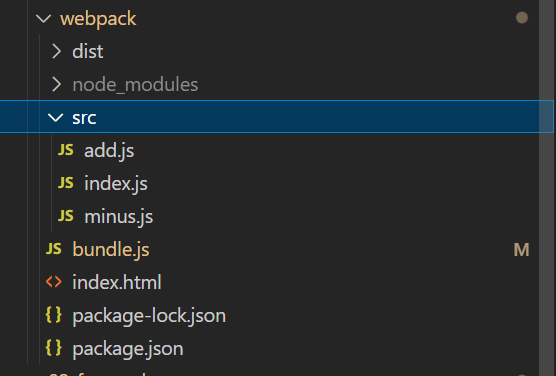 webpack
dist
node_modules
src
JS add.js
JS index.js
JS minus.js
JS bundle.js M
<> index.html
{} package-lock.json
{} package.json